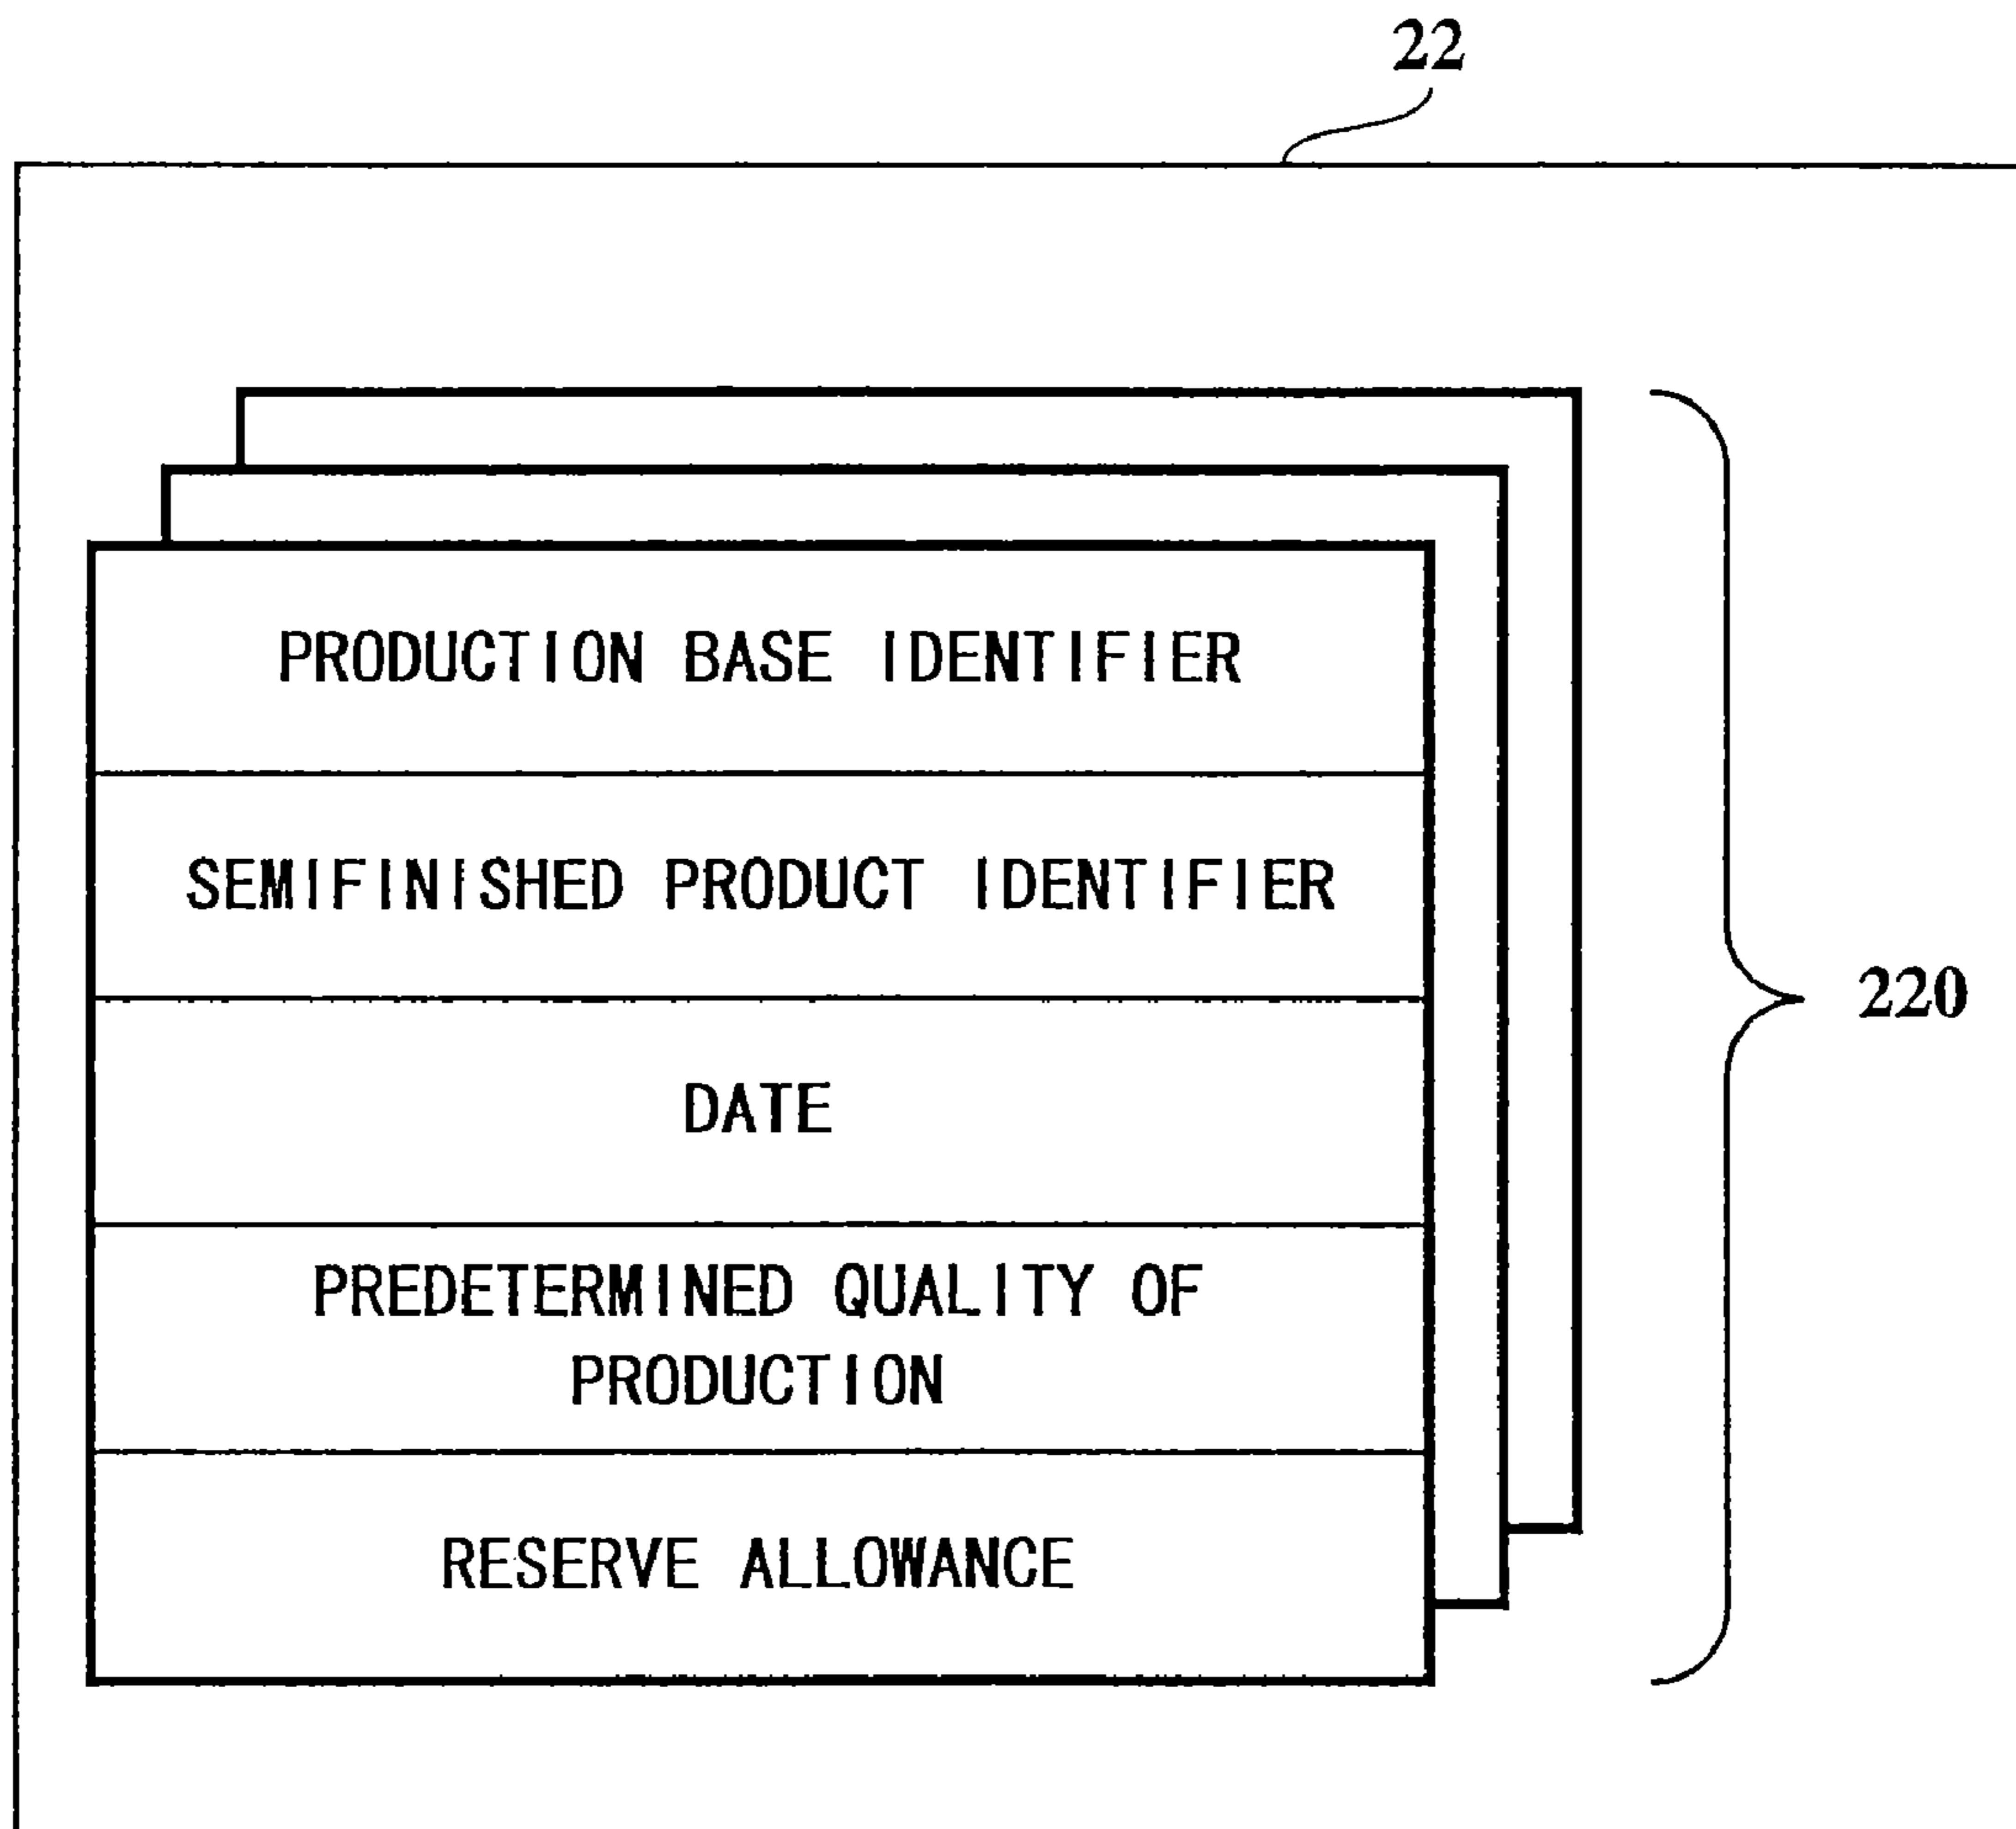 22
PRODUCTION BASE IDENTIFIER
SEMIFINISHED PRODUCT IDENTIFIER
DATE
220
PREDETERMINED QUALITY OF
PRODUCTION
RESERVE ALLOWANCE